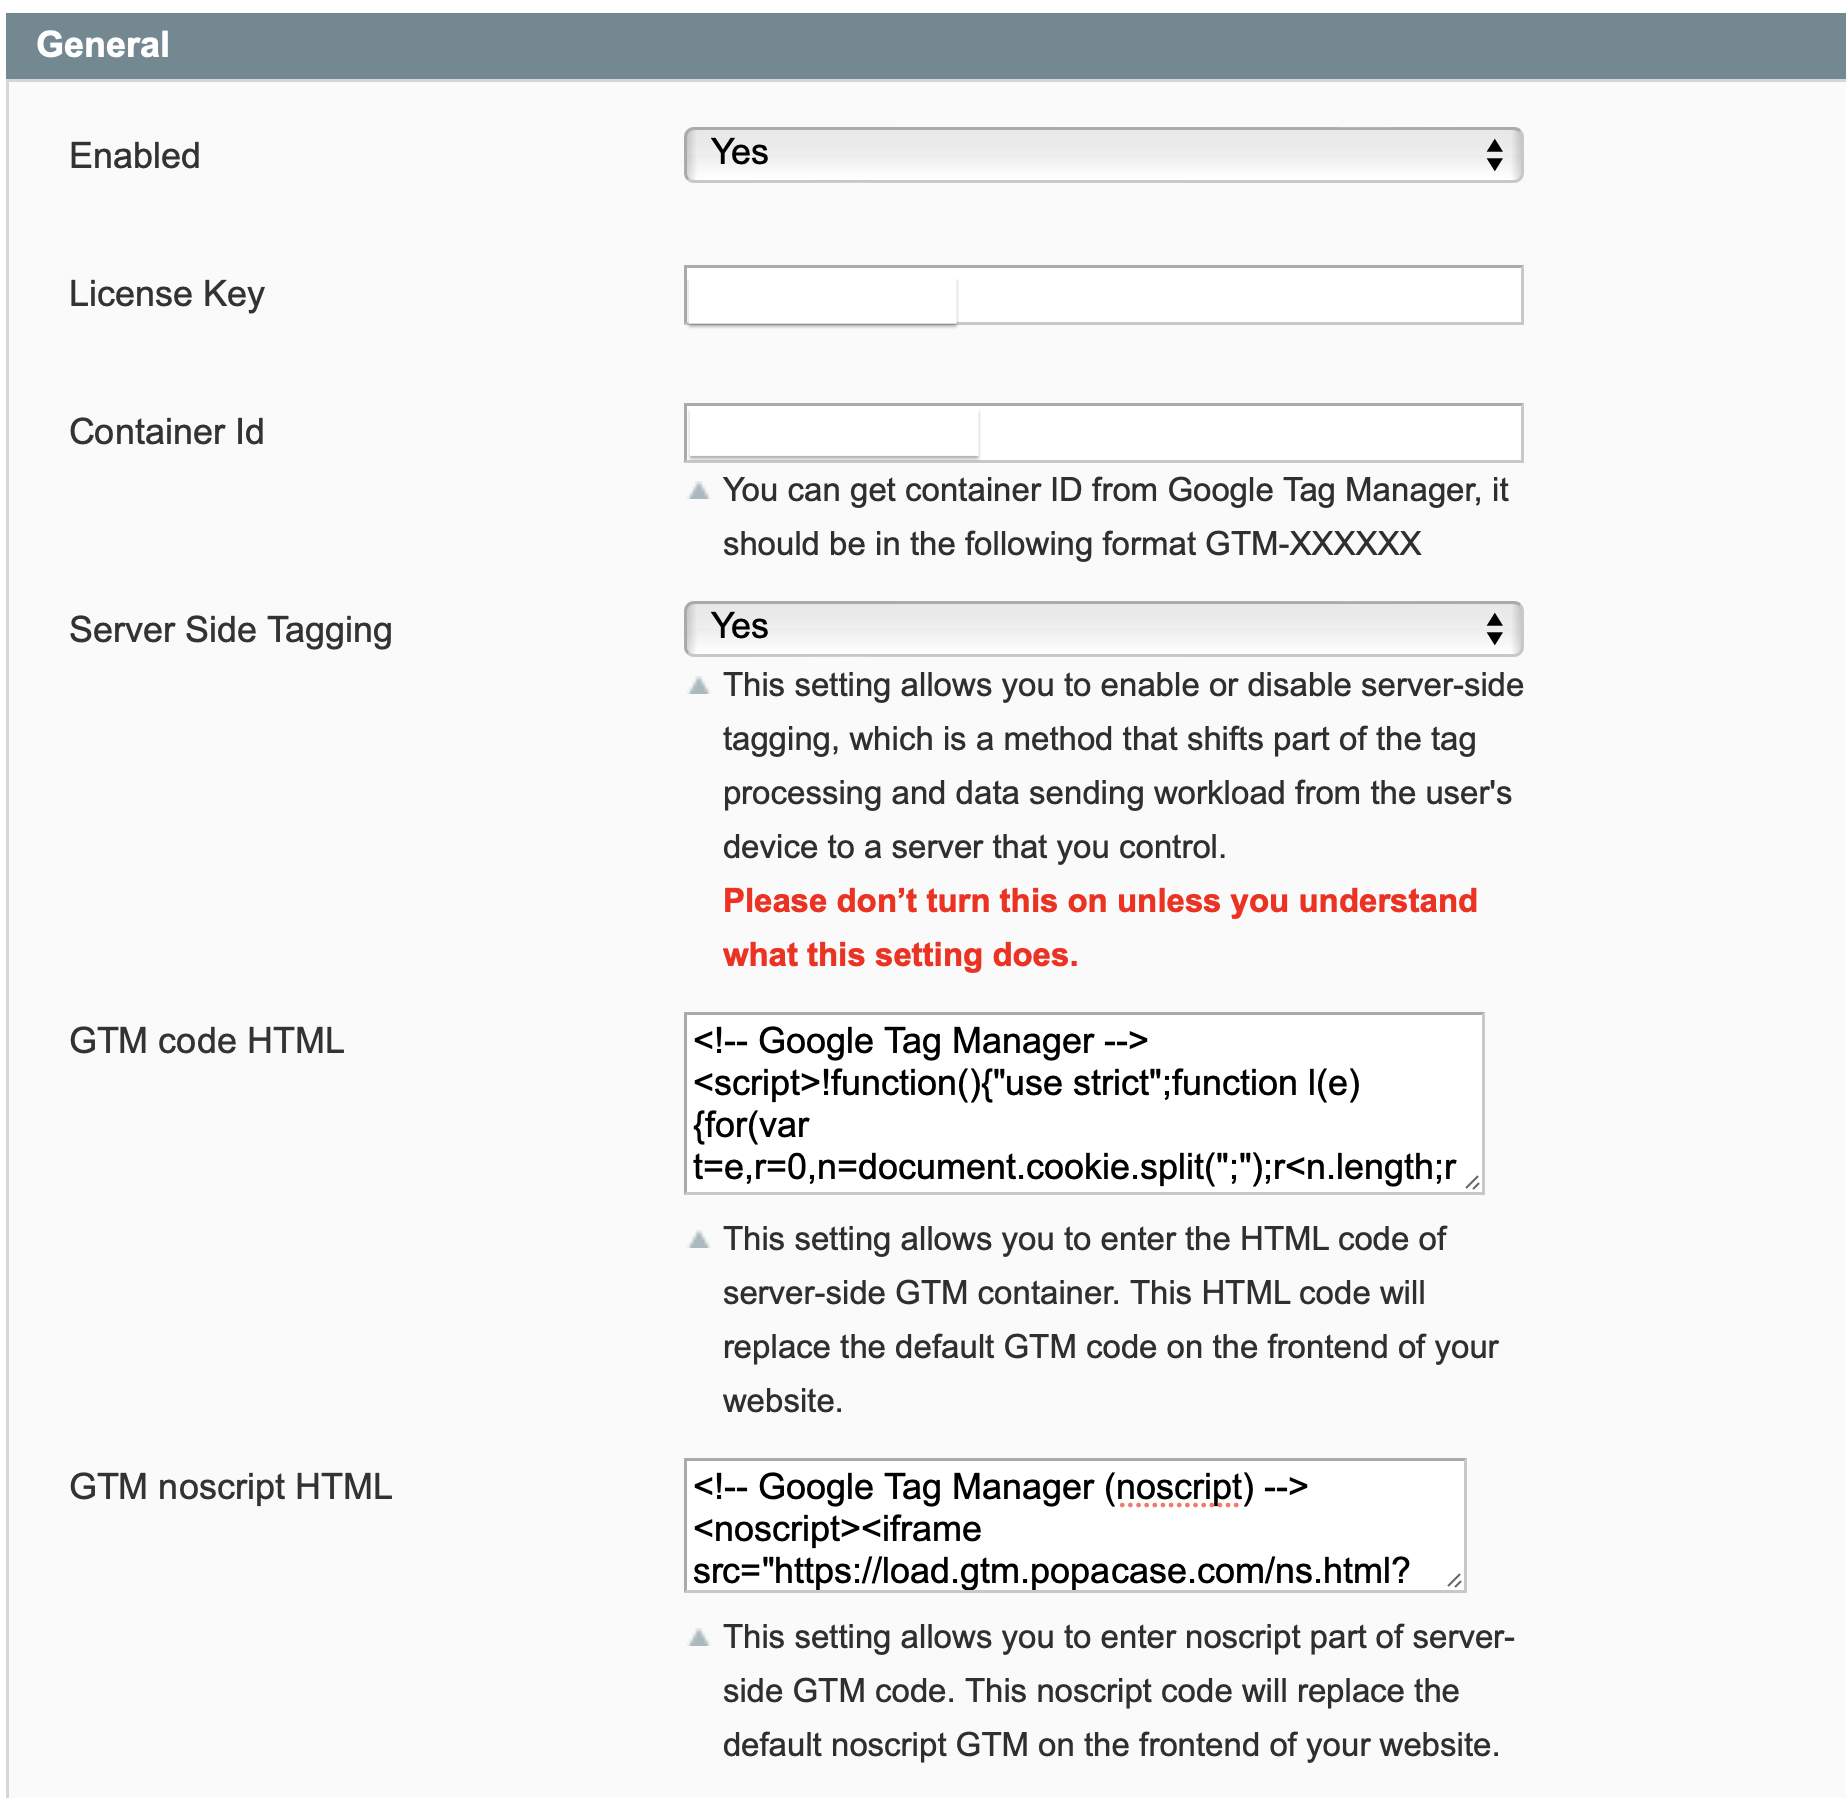 General
Enabled
Yes
License Key
Container Id
You can get container ID from Google Tag Manager, it
should be in the following format GTM-XXXXXX
Server Side Tagging
Yes
This setting allows you to enable or disable server-side
tagging, which is a method that shifts part of the tag
processing and data sending workload from the user's
device to a server that you control.
Please don’t turn this on unless you understand
what this setting does.
GTM code HTML
<!-- Google Tag Manager -->
<script>!function(){"use strict";function l(e)
{for(var
t=e,r=0,n=document.cookie.split(";");r<n.length;r
This setting allows you to enter the HTML code of
server-side GTM container. This HTML code will
replace the default GTM code on the frontend of your
website.
GTM noscript HTML
<!-- Google Tag Manager (noscript) -->
<noscript><iframe
src="https://load.gtm.popacase.com/ns.html?
This setting allows you to enter noscript part of server-
side GTM code. This noscript code will replace the
default noscript GTM on the frontend of your website.